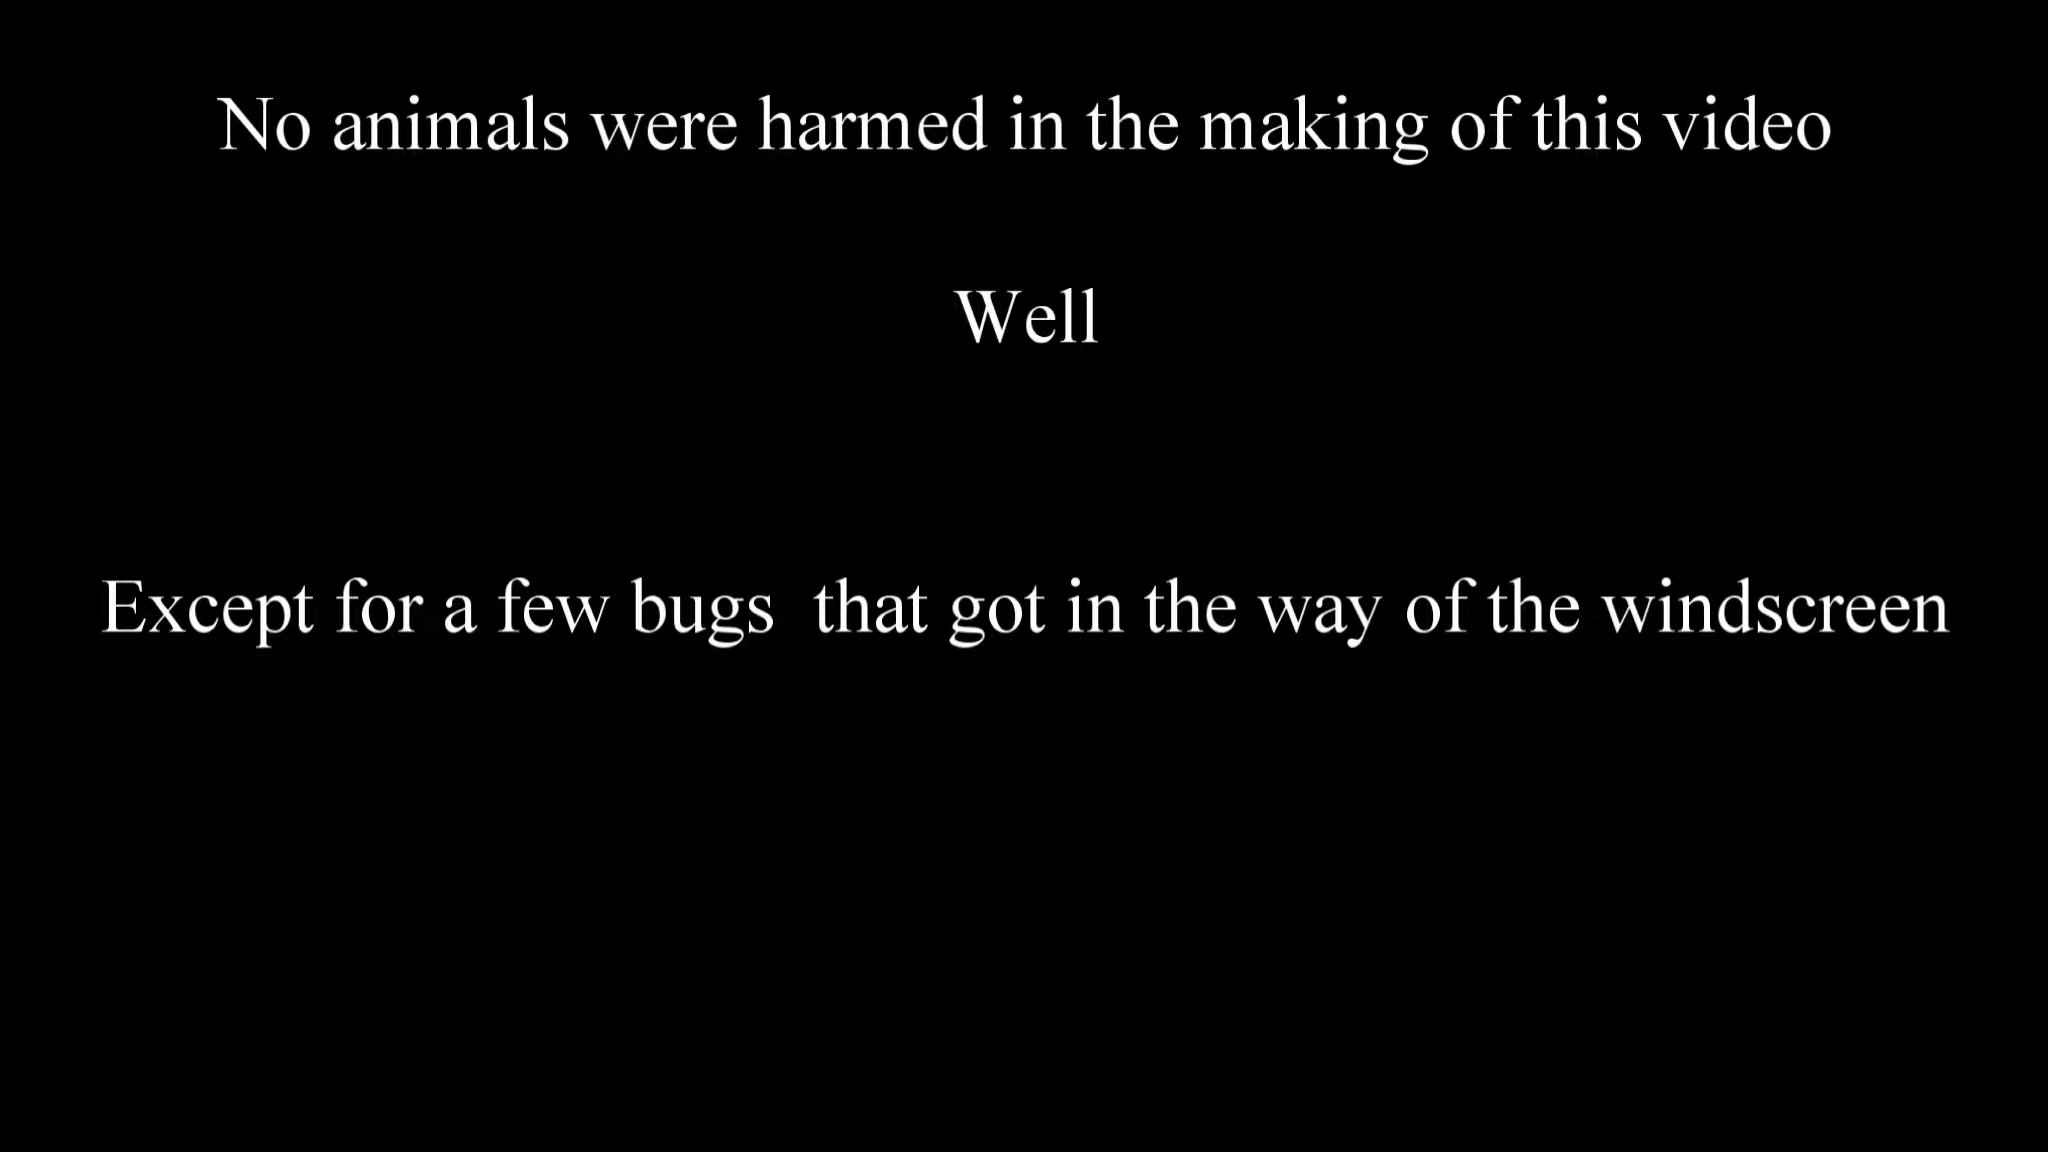 No animals were harmed in the making of this video
Well
Except for a few bugs  that got in the way of the windscreen